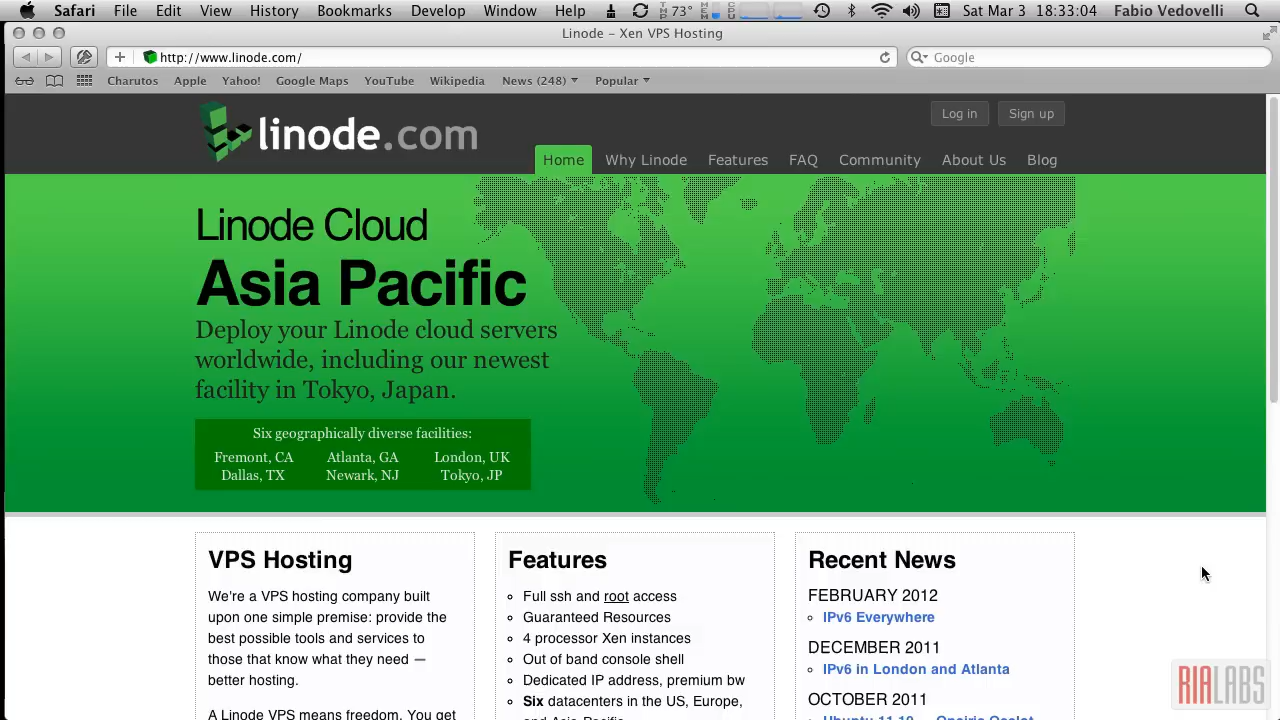 Safari File Edit View History Bookmarks Develop Window Help 73° Sat Mar 3 18:33:04 Fabio Vedovelli
Linode – Xen VPS Hosting
http://www.linode.com/ Google
Charutos Apple Yahoo! Google Maps YouTube Wikipedia News (248) Popular
linode.com
Log in Sign up
Home Why Linode Features FAQ Community About Us Blog
Linode Cloud
Asia Pacific
Deploy your Linode cloud servers
worldwide, including our newest
facility in Tokyo, Japan.
Six geographically diverse facilities:
Fremont, CA Atlanta, GA London, UK
Dallas, TX Newark, NJ Tokyo, JP
VPS Hosting
We're a VPS hosting company built
upon one simple premise: provide the
best possible tools and services to
those that know what they need —
better hosting.
A Linode VPS means freedom. You get
Features
Full ssh and root access
Guaranteed Resources
4 processor Xen instances
Out of band console shell
Dedicated IP address, premium bw
Six datacenters in the US, Europe,
and Asia-Pacific
Recent News
FEBRUARY 2012
IPv6 Everywhere
DECEMBER 2011
IPv6 in London and Atlanta
OCTOBER 2011
RIALABS